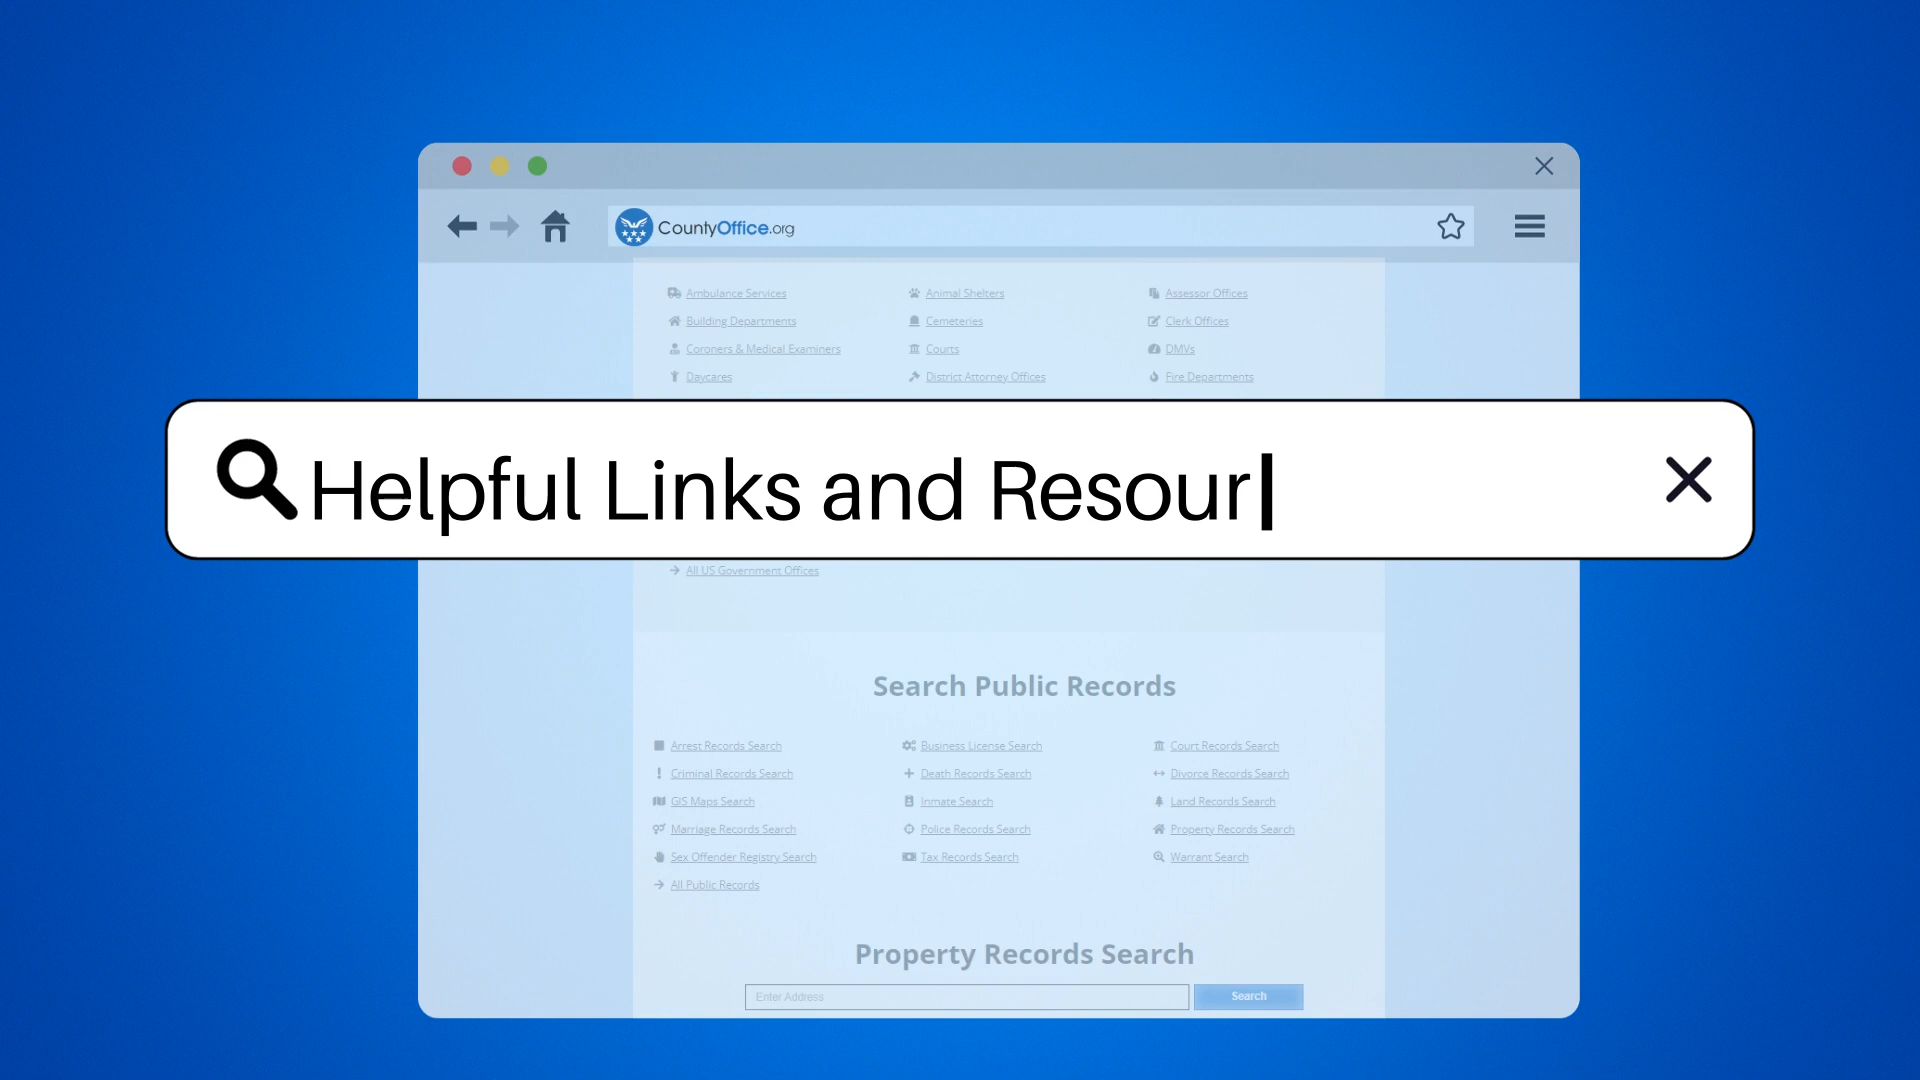 CountyOffice.org
Ambulance Services Animal Shelters Assessor Offices
Building Departments Cemeteries Clerk Offices
Coroners & Medical Examiners Courts DMVs
Daycares District Attorney Offices Fire Departments
Helpful Links and Resour
All US Government Offices
Search Public Records
Arrest Records Search Business License Search Court Records Search
Criminal Records Search Death Records Search Divorce Records Search
GIS Maps Search Inmate Search Land Records Search
Marriage Records Search Police Records Search Property Records Search
Sex Offender Registry Search Tax Records Search Warrant Search
All Public Records
Property Records Search
Enter Address Search